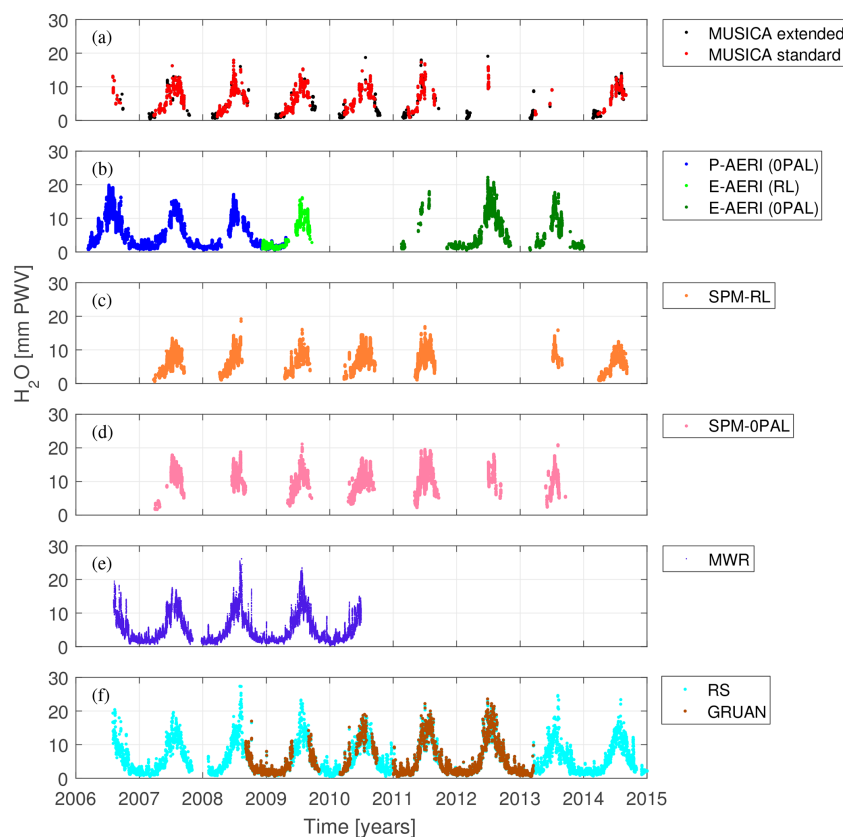 30
20
10
0
(a)
MUSICA extended
MUSICA standard
30
20
10
0
(b)
P-AERI (0PAL)
E-AERI (RL)
E-AERI (0PAL)
30
20
10
0
(c)
SPM-RL
H2O [mm PWV]
30
20
10
0
(d)
SPM-0PAL
30
20
10
0
(e)
MWR
30
20
10
0
(f)
RS
GRUAN
2006 2007 2008 2009 2010 2011 2012 2013 2014 2015
Time [years]